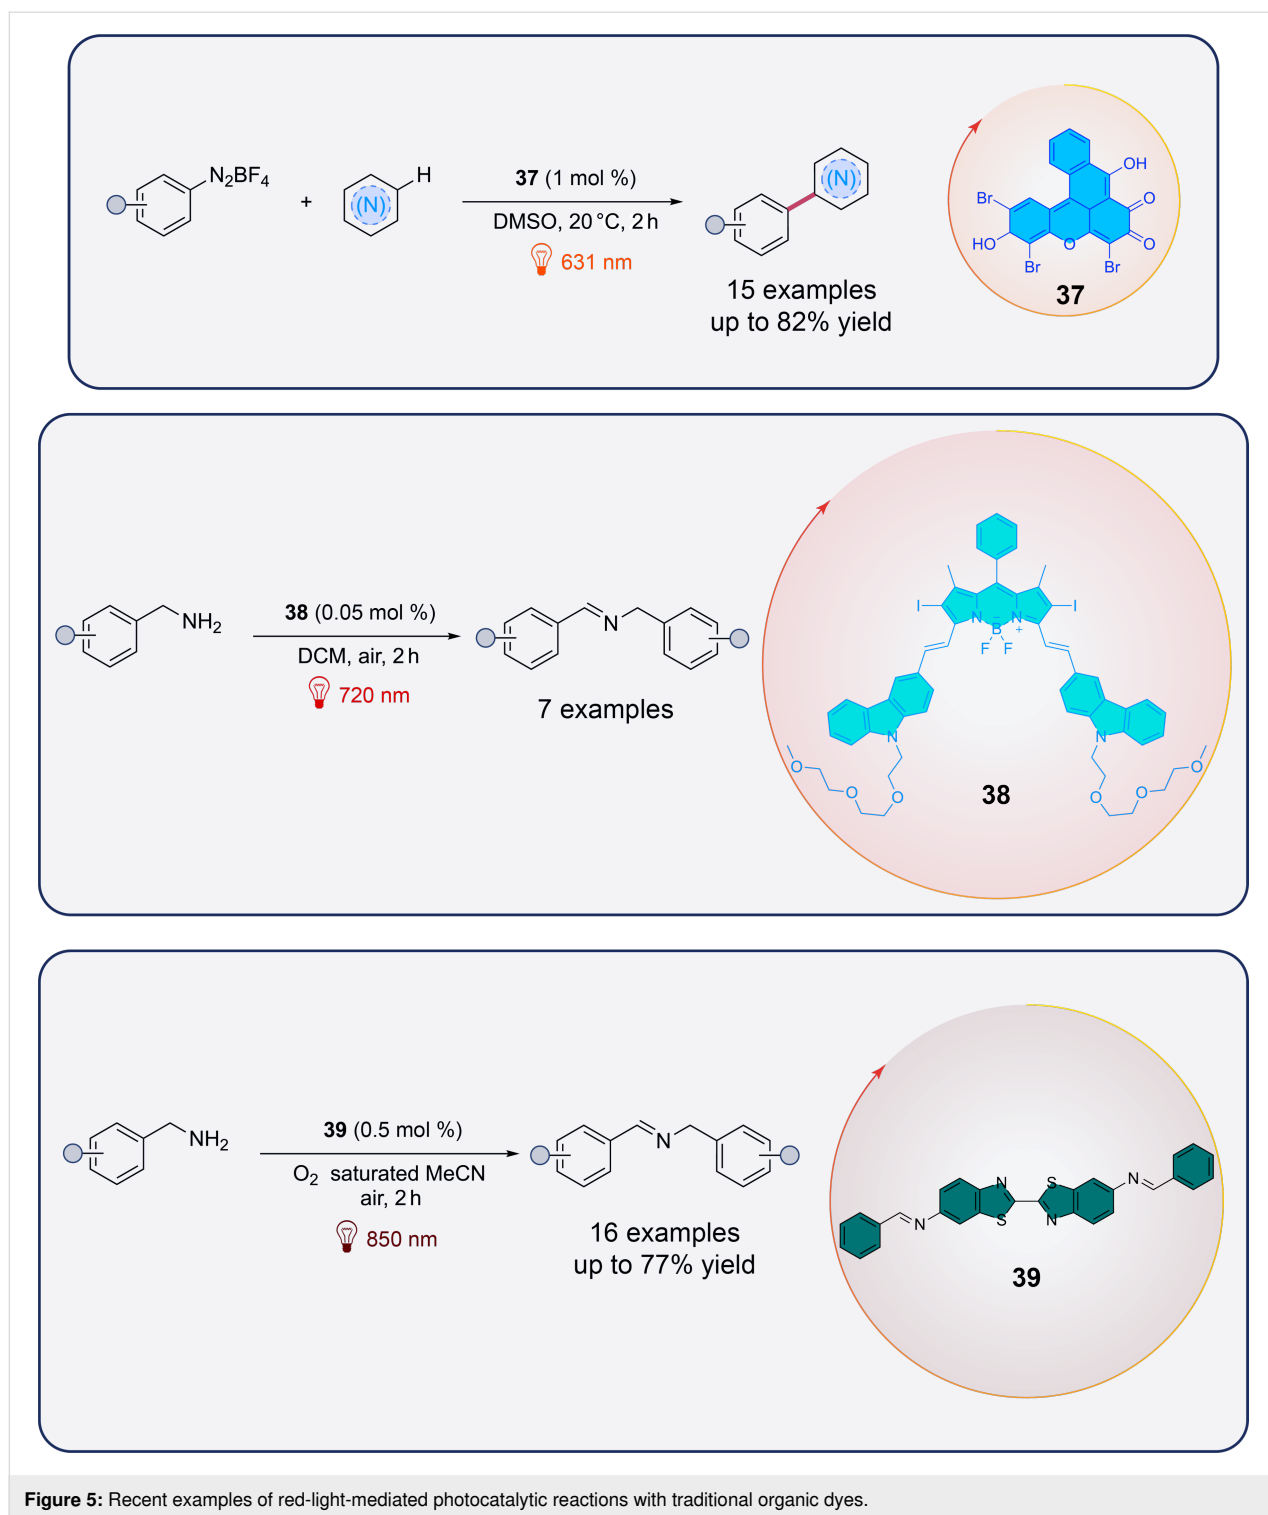 N2BF4
+
(N)
H
37 (1 mol %)
DMSO, 20 °C, 2 h
631 nm
(N)
15 examples
up to 82% yield
OH
Br
O
HO
O
O
Br
Br
37
NH2
38 (0.05 mol %)
DCM, air, 2 h
720 nm
N
7 examples
I
I
N
B
N
-
+
F F
N
N
O
O
O
O
O
O
38
NH2
39 (0.5 mol %)
O2 saturated MeCN
air, 2 h
850 nm
N
16 examples
up to 77% yield
N
S
N
S
N
N
39
Figure 5: Recent examples of red-light-mediated photocatalytic reactions with traditional organic dyes.